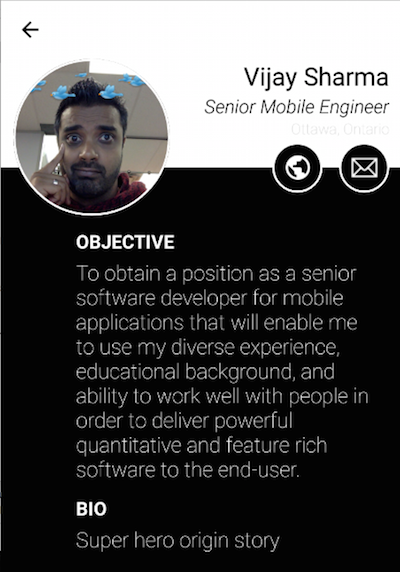 Vijay Sharma
Senior Mobile Engineer
Ottawa, Ontario
OBJECTIVE
To obtain a position as a senior
software developer for mobile
applications that will enable me
to use my diverse experience,
educational background, and
ability to work well with people in
order to deliver powerful
quantitative and feature rich
software to the end-user.
BIO
Super hero origin story